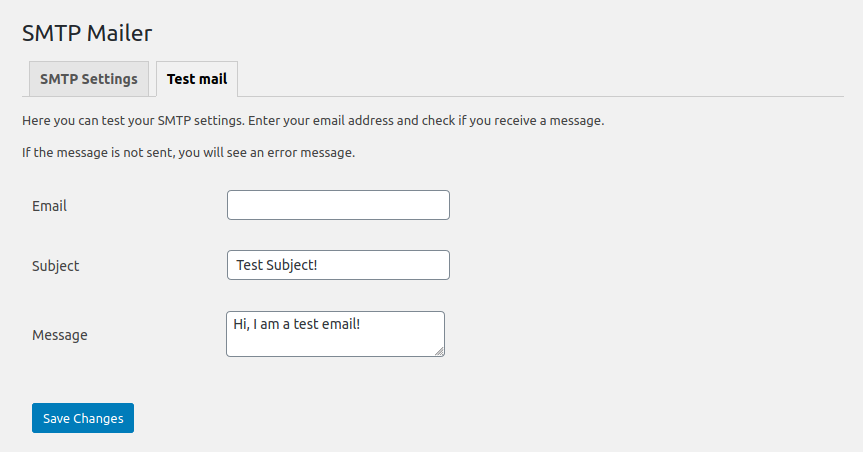 SMTP Mailer
SMTP Settings
Test mail
Here you can test your SMTP settings. Enter your email address and check if you receive a message.
If the message is not sent, you will see an error message.
Email
Subject
Test Subject!
Message
Hi, I am a test email!
Save Changes